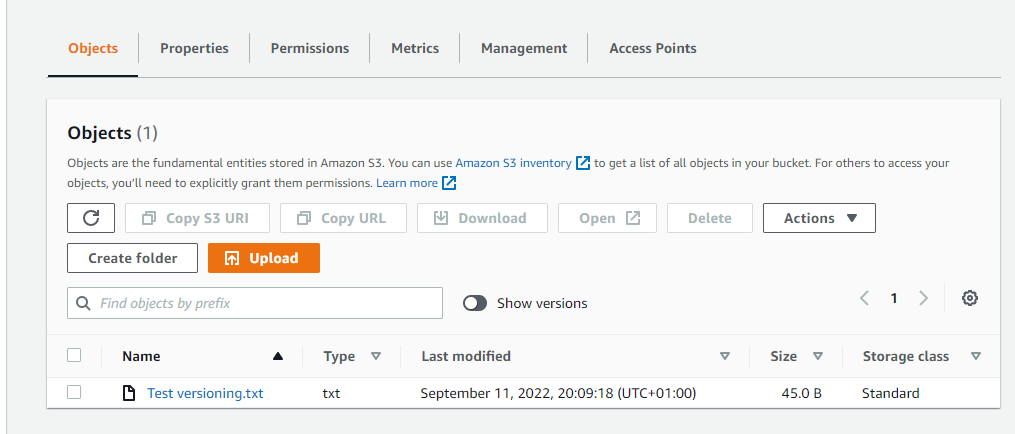 Objects Properties Permissions Metrics Management Access Points
Objects (1)
Objects are the fundamental entities stored in Amazon S3. You can use Amazon S3 inventory to get a list of all objects in your bucket. For others to access your
objects, you'll need to explicitly grant them permissions. Learn more
Copy S3 URI Copy URL Download Open Delete Actions
Create folder Upload
Find objects by prefix Show versions 1
Name Type Last modified Size Storage class
Test versioning.txt txt September 11, 2022, 20:09:18 (UTC+01:00) 45.0 B Standard